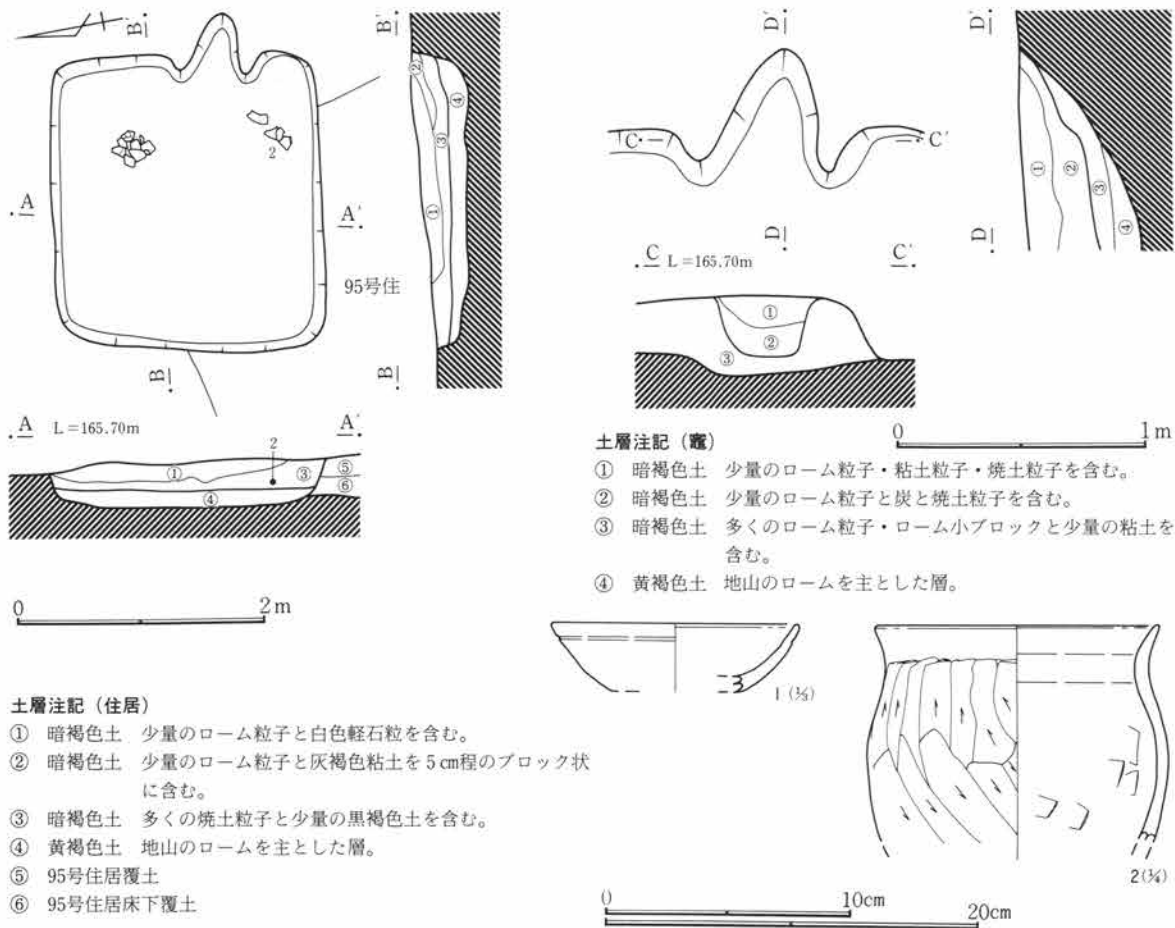 B
B'
A
A'
2
95号住
B
B'
①
②
③
④
B
A L=165.70m
A'
2
①
③
④
⑤
⑥
0
2m
土層注記（住居）
① 暗褐色土 少量のローム粒子と白色軽石粒を含む。
② 暗褐色土 少量のローム粒子と灰褐色粘土を5cm程のブロック状
に含む。
③ 暗褐色土 多くの焼土粒子と少量の黒褐色土を含む。
④ 黄褐色土 地山のロームを主とした層。
⑤ 95号住居覆土
⑥ 95号住居床下覆土
D'
C
C'
D
D'
①
②
③
④
D
C L=165.70m
C'
①
②
③
0
1m
土層注記（竈）
① 暗褐色土 少量のローム粒子・粘土粒子・焼土粒子を含む。
② 暗褐色土 少量のローム粒子と炭と焼土粒子を含む。
③ 暗褐色土 多くのローム粒子・ローム小ブロックと少量の粘土を
含む。
④ 黄褐色土 地山のロームを主とした層。
1(⅓)
2(¼)
0
10cm
20cm